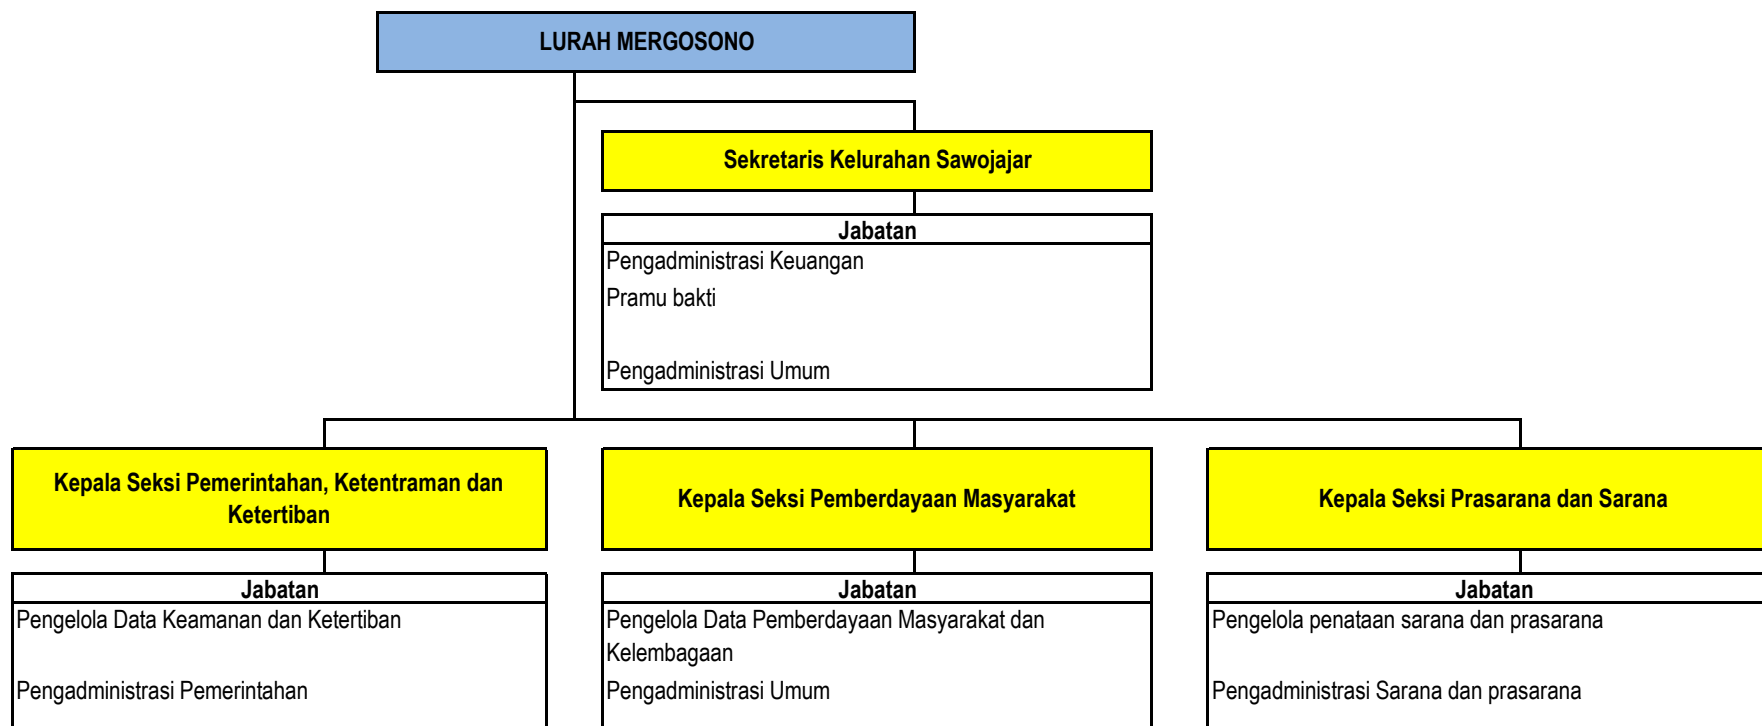 LURAH MERGOSONO
Sekretaris Kelurahan Sawojajar
Jabatan
Pengadministrasi Keuangan
Pramu bakti
Pengadministrasi Umum
Kepala Seksi Pemerintahan, Ketentraman dan
Ketertiban
Jabatan
Pengelola Data Keamanan dan Ketertiban
Pengadministrasi Pemerintahan
Kepala Seksi Pemberdayaan Masyarakat
Jabatan
Pengelola Data Pemberdayaan Masyarakat dan
Kelembagaan
Pengadministrasi Umum
Kepala Seksi Prasarana dan Sarana
Jabatan
Pengelola penataan sarana dan prasarana
Pengadministrasi Sarana dan prasarana